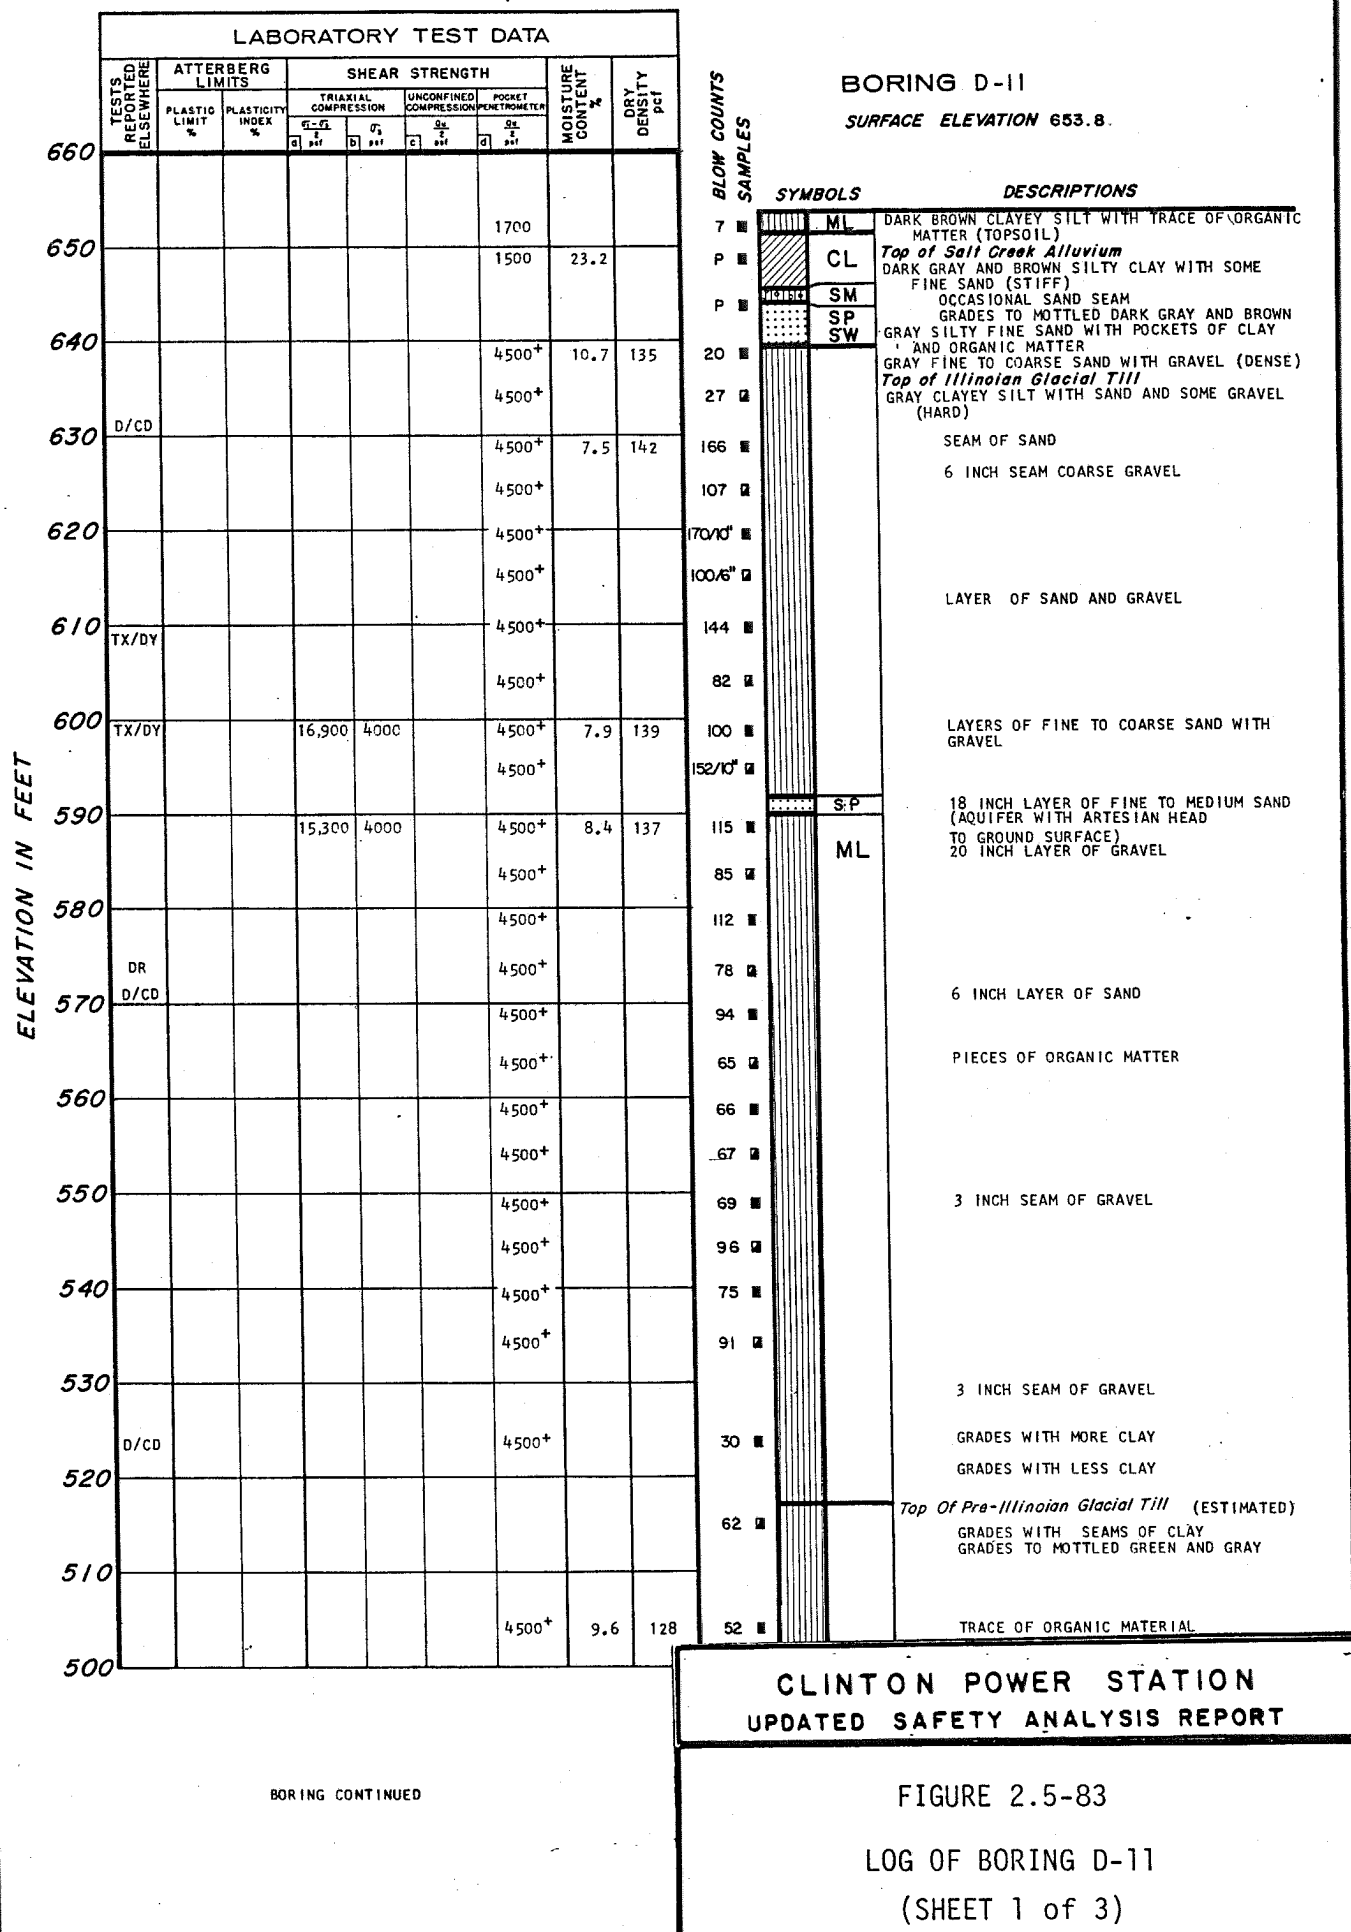 LABORATORY TEST DATA
TESTS REPORTED ELSEWHERE
ATTERBERG LIMITS
SHEAR STRENGTH
MOISTURE CONTENT %
DRY DENSITY pcf
PLASTIC LIMIT %
PLASTICITY INDEX %
TRIAXIAL COMPRESSION
UNCONFINED COMPRESSION
POCKET PENETROMETER
a psf
b psf
c psf
d psf
BLOW COUNTS
SAMPLES
BORING D-11
SURFACE ELEVATION 653.8
SYMBOLS
DESCRIPTIONS
ELEVATION IN FEET
660
1700 7 ML DARK BROWN CLAYEY SILT WITH TRACE OF ORGANIC
MATTER (TOPSOIL)
650
Top of Salt Creek Alluvium
1500 23.2 P CL DARK GRAY AND BROWN SILTY CLAY WITH SOME
FINE SAND (STIFF)
SM OCCASIONAL SAND SEAM
P SP GRADES TO MOTTLED DARK GRAY AND BROWN
SW GRAY SILTY FINE SAND WITH POCKETS OF CLAY
640
AND ORGANIC MATTER
4500+ 10.7 135 20 GRAY FINE TO COARSE SAND WITH GRAVEL (DENSE)
Top of Illinoian Glacial Till
4500+ 27 GRAY CLAYEY SILT WITH SAND AND SOME GRAVEL
(HARD)
D/CD
630
SEAM OF SAND
4500+ 7.5 142 166
6 INCH SEAM COARSE GRAVEL
4500+ 107
620
4500+ 170/10"
4500+ 100/6"
LAYER OF SAND AND GRAVEL
610
TX/DY 4500+ 144
4500+ 82
600
TX/DY 16,900 4000 4500+ 7.9 139 100 LAYERS OF FINE TO COARSE SAND WITH
GRAVEL
4500+ 152/10"
SP 18 INCH LAYER OF FINE TO MEDIUM SAND
590
(AQUIFER WITH ARTESIAN HEAD
15,300 4000 4500+ 8.4 137 115 TO GROUND SURFACE)
ML 20 INCH LAYER OF GRAVEL
4500+ 85
580
4500+ 112
DR 4500+ 78
D/CD 6 INCH LAYER OF SAND
570
4500+ 94
4500+ 65 PIECES OF ORGANIC MATTER
560
4500+ 66
4500+ 67
550
4500+ 69 3 INCH SEAM OF GRAVEL
4500+ 96
540
4500+ 75
4500+ 91
530
3 INCH SEAM OF GRAVEL
D/CD 4500+ 30 GRADES WITH MORE CLAY
GRADES WITH LESS CLAY
520
Top Of Pre-Illinoian Glacial Till (ESTIMATED)
62 GRADES WITH SEAMS OF CLAY
GRADES TO MOTTLED GREEN AND GRAY
510
4500+ 9.6 128 52 TRACE OF ORGANIC MATERIAL
500
CLINTON POWER STATION
UPDATED SAFETY ANALYSIS REPORT
BORING CONTINUED
FIGURE 2.5-83
LOG OF BORING D-11
(SHEET 1 of 3)